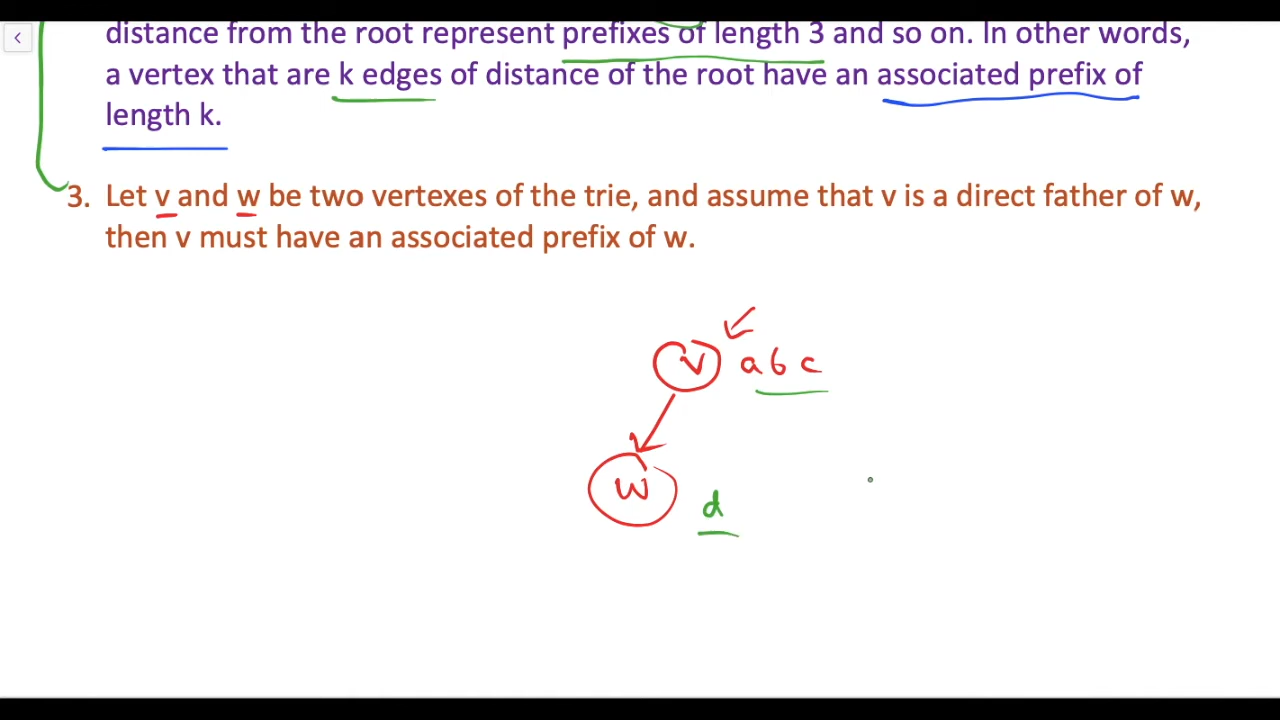 distance from the root represent prefixes of length 3 and so on. In other words,
a vertex that are k edges of distance of the root have an associated prefix of
length k.
3. Let v and w be two vertexes of the trie, and assume that v is a direct father of w,
then v must have an associated prefix of w.
v abc
w d